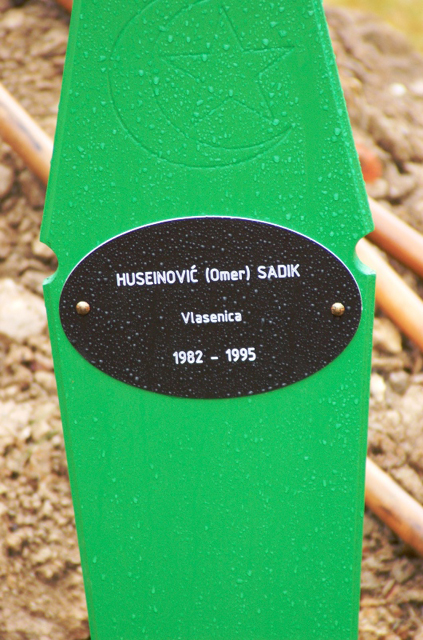 HUSEINOVIĆ (Omer) SADIK
Vlasenica
1982 - 1995